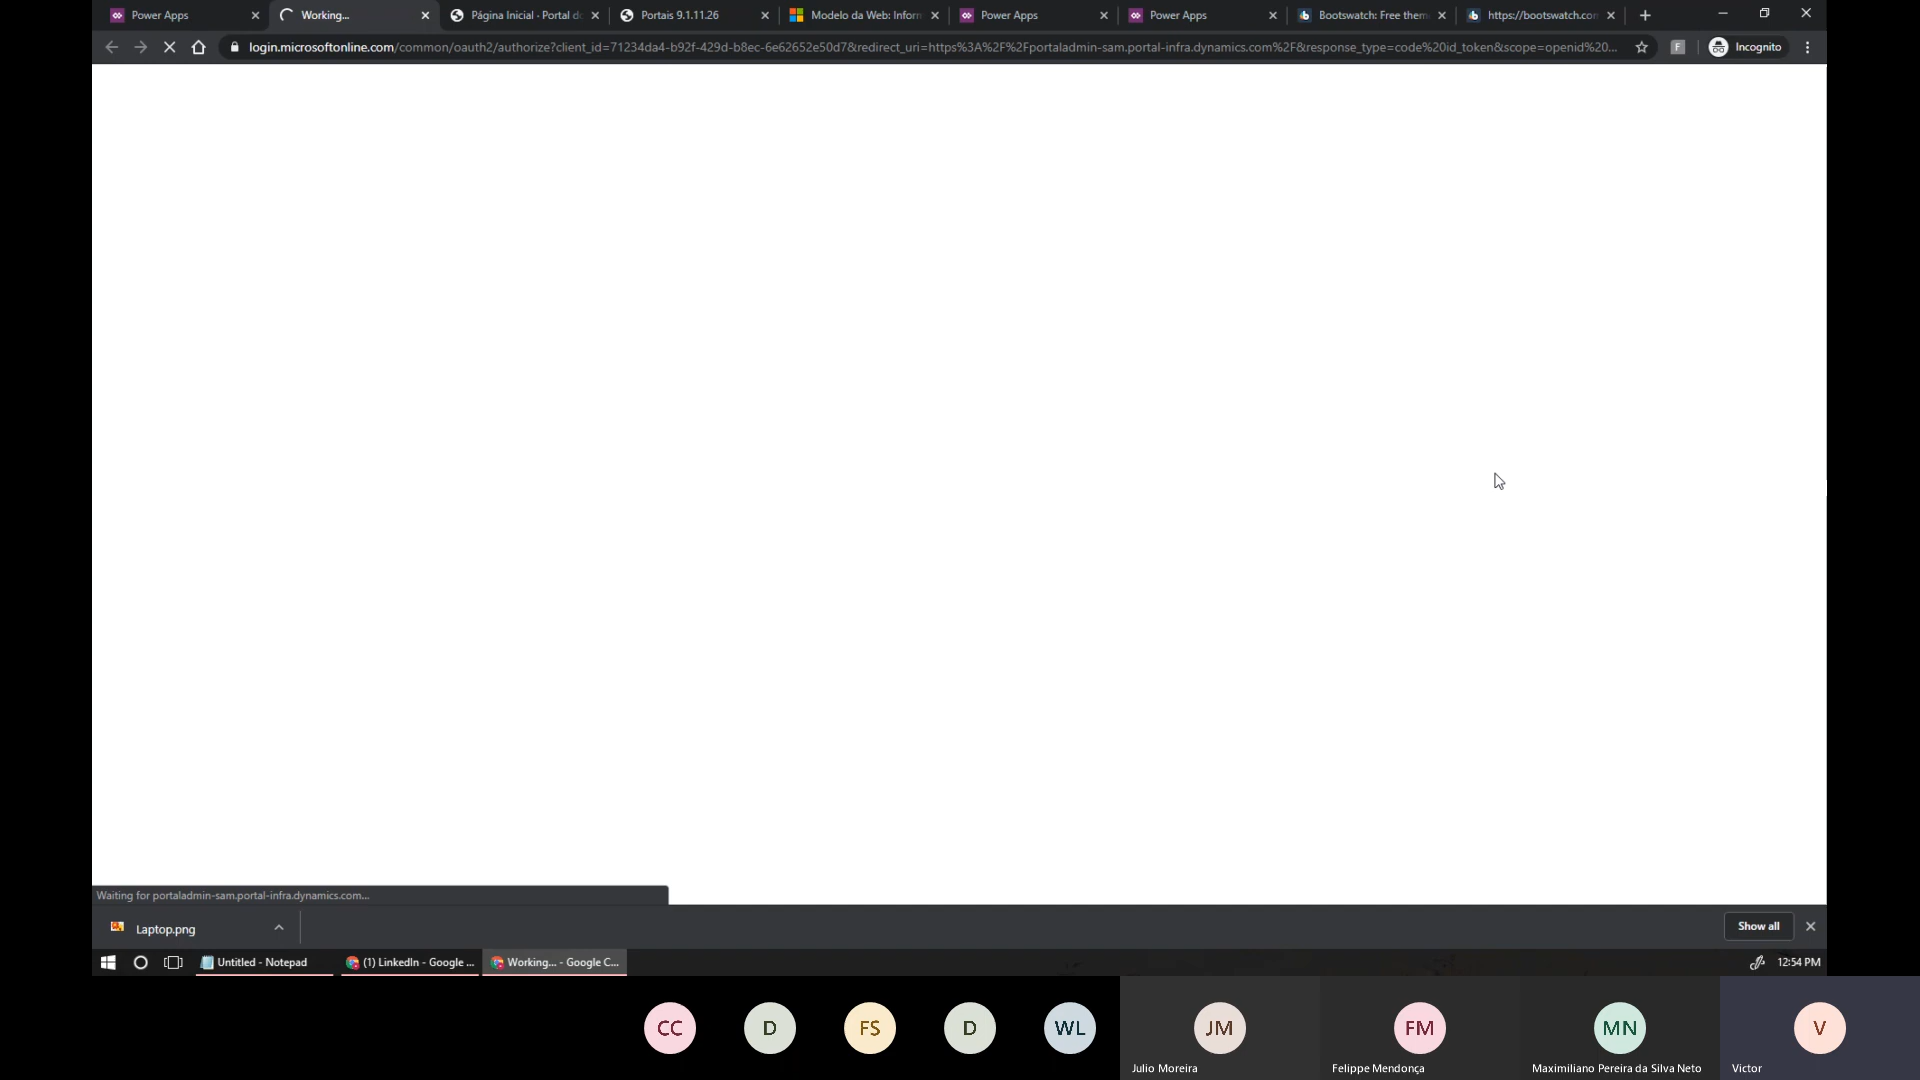 Power Apps
Working...
Página Inicial · Portal d
Portais 9.1.11.26
Modelo da Web: Inforn
Power Apps
Power Apps
Bootswatch: Free them
https://bootswatch.con
login.microsoftonline.com/common/oauth2/authorize?client_id=71234da4-b92f-429d-b8ec-6e62652e50d7&redirect_uri=https%3A%2F%2Fportaladmin-sam.portal-infra.dynamics.com%2F&response_type=code%20id_token&scope=openid%20...
F
Incognito
Waiting for portaladmin-sam.portal-infra.dynamics.com...
Laptop.png
Show all
Untitled - Notepad
(1) LinkedIn - Google ...
Working... - Google C...
12:54 PM
CC
D
FS
D
WL
JM
FM
MN
V
Julio Moreira
Felippe Mendonça
Maximiliano Pereira da Silva Neto
Victor